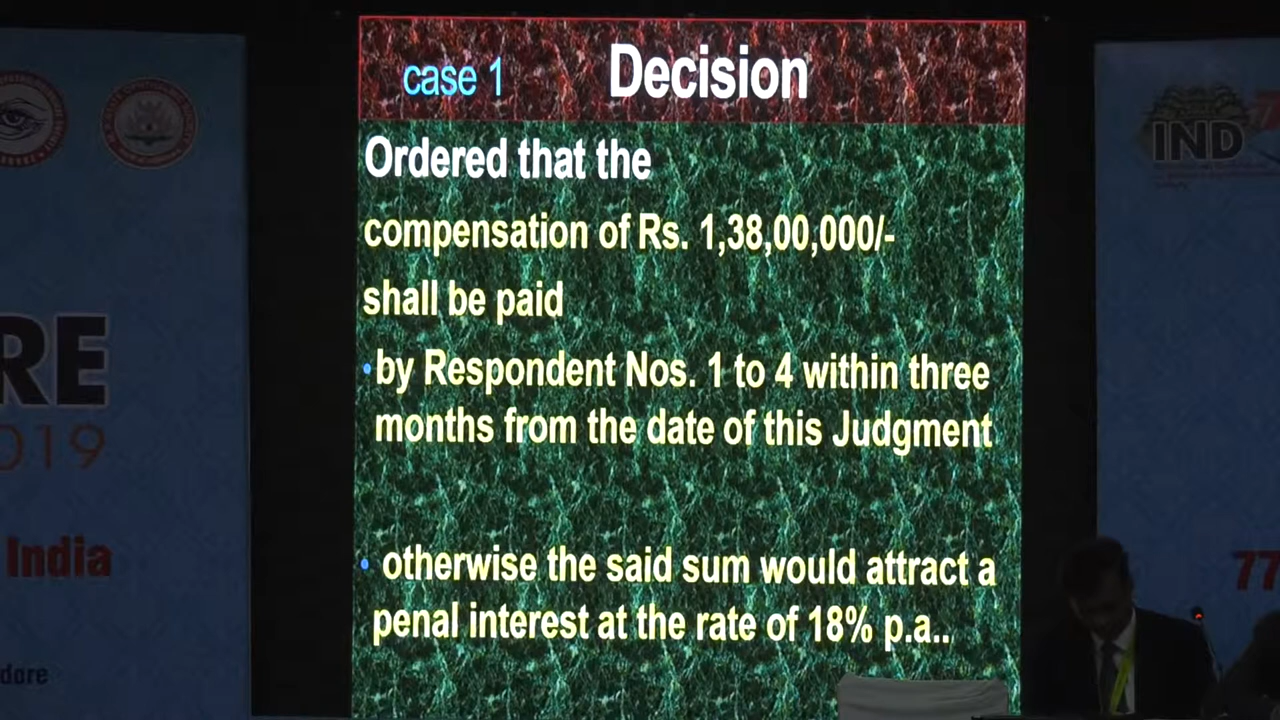 case 1 Decision
Ordered that the
compensation of Rs. 1,38,00,000/-
shall be paid
•by Respondent Nos. 1 to 4 within three
months from the date of this Judgment
• otherwise the said sum would attract a
penal interest at the rate of 18% p.a..
RE
019
India
dore
IND
77